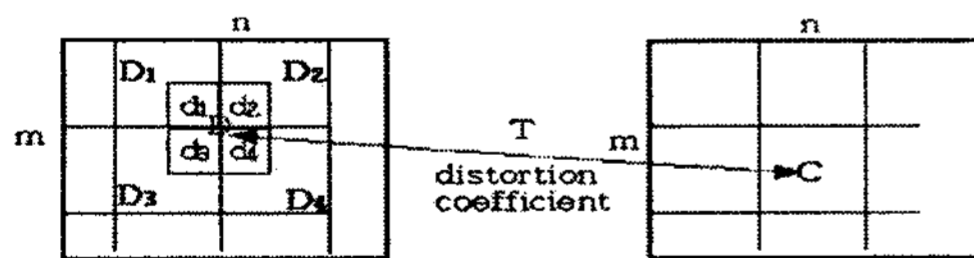 n
n
D1 D2
d1 d2
D
m
T
m
d3 d4
C
distortion
coefficient
D3 D4